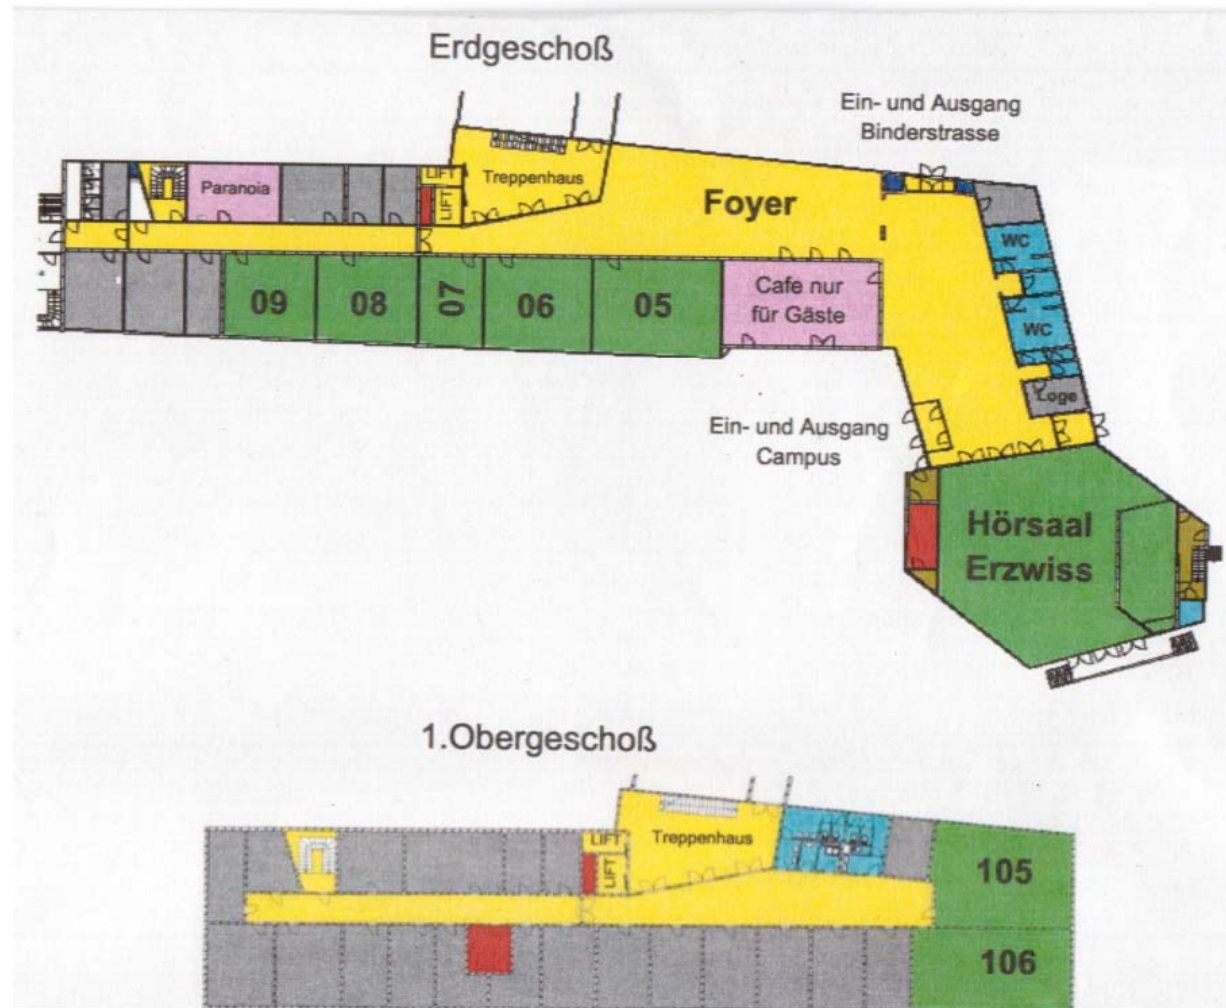 Erdgeschoß
Ein- und Ausgang
Binderstrasse
LIFT
Treppenhaus
Paranoia
LIFT
Foyer
WC
09
08
07
06
05
Cafe nur
für Gäste
WC
Loge
Ein- und Ausgang
Campus
Hörsaal
Erzwiss
1.Obergeschoß
LIFT
Treppenhaus
LIFT
105
106